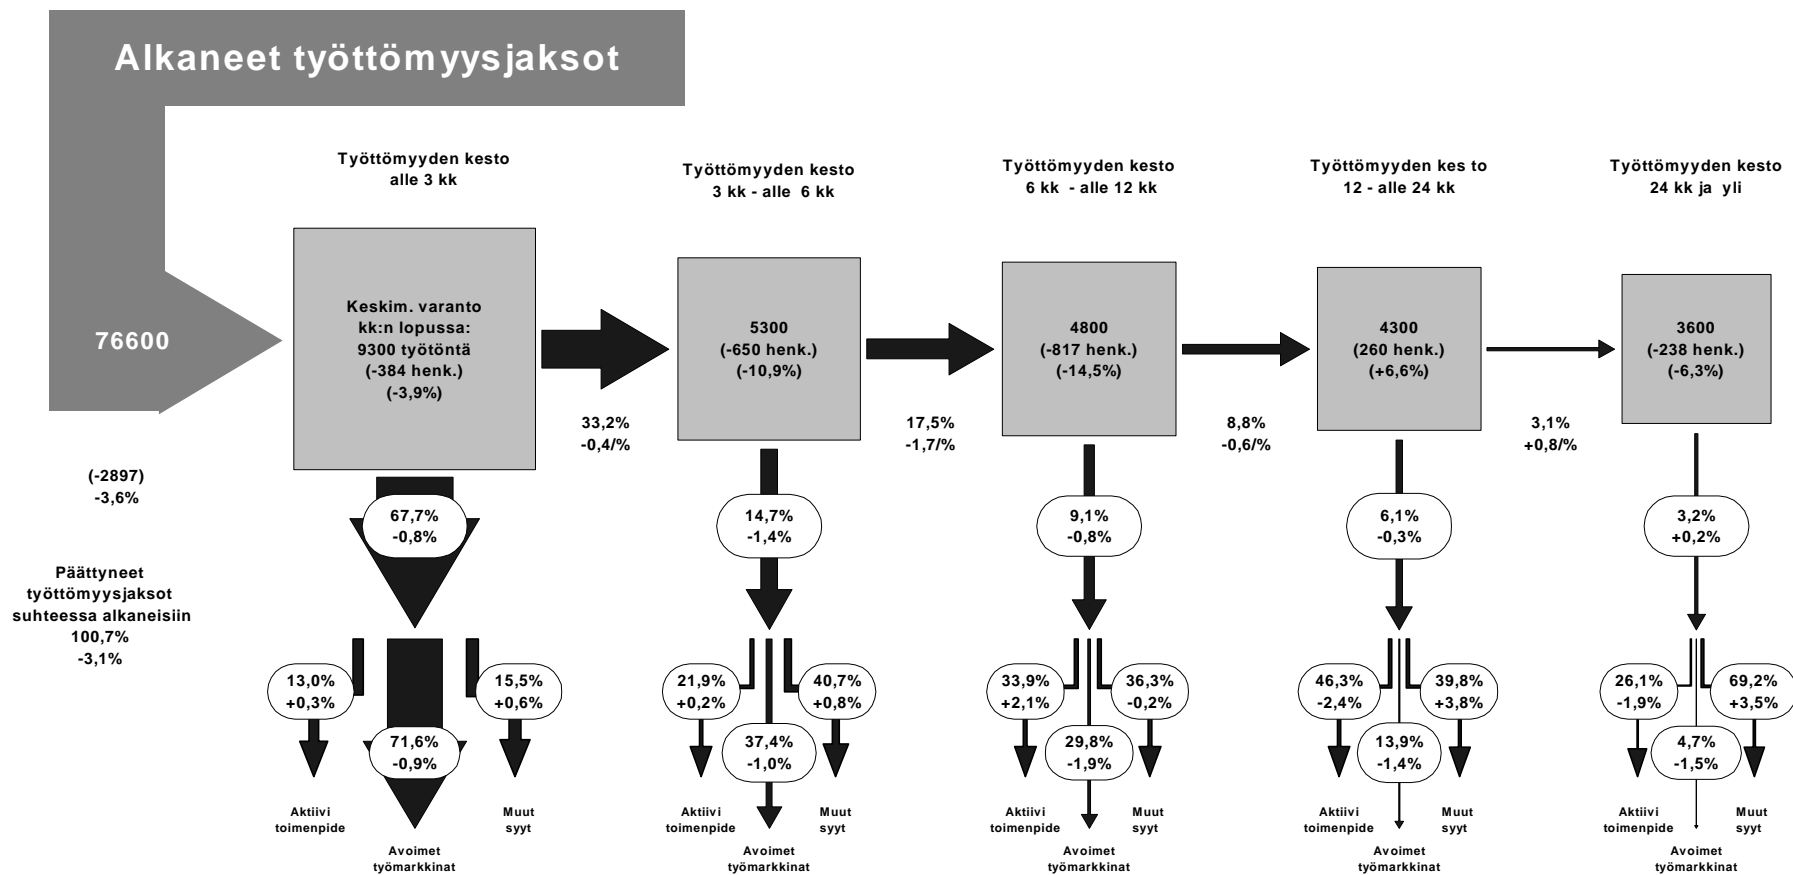 Alkaneet työttömyysjaksot
76600
(-2897)
-3,6%
Päättyneet
työttömyysjaksot
suhteessa alkaneisiin
100,7%
-3,1%
Työttömyyden kesto
alle 3 kk
Keskim. varanto
kk:n lopussa:
9300 työtöntä
(-384 henk.)
(-3,9%)
33,2%
-0,4/%
67,7%
-0,8%
13,0%
+0,3%
71,6%
-0,9%
15,5%
+0,6%
Aktiivi
toimenpide
Avoimet
työmarkkinat
Muut
syyt
Työttömyyden kesto
3 kk - alle  6 kk
5300
(-650 henk.)
(-10,9%)
17,5%
-1,7/%
14,7%
-1,4%
21,9%
+0,2%
37,4%
-1,0%
40,7%
+0,8%
Aktiivi
toimenpide
Avoimet
työmarkkinat
Muut
syyt
Työttömyyden kesto
6 kk  - alle 12 kk
4800
(-817 henk.)
(-14,5%)
8,8%
-0,6/%
9,1%
-0,8%
33,9%
+2,1%
29,8%
-1,9%
36,3%
-0,2%
Aktiivi
toimenpide
Avoimet
työmarkkinat
Muut
syyt
Työttömyyden kes to
12 - alle 24 kk
4300
(260 henk.)
(+6,6%)
3,1%
+0,8/%
6,1%
-0,3%
46,3%
-2,4%
13,9%
-1,4%
39,8%
+3,8%
Aktiivi
toimenpide
Avoimet
työmarkkinat
Muut
syyt
Työttömyyden kesto
24 kk ja  yli
3600
(-238 henk.)
(-6,3%)
3,2%
+0,2%
26,1%
-1,9%
4,7%
-1,5%
69,2%
+3,5%
Aktiivi
toimenpide
Avoimet
työmarkkinat
Muut
syyt